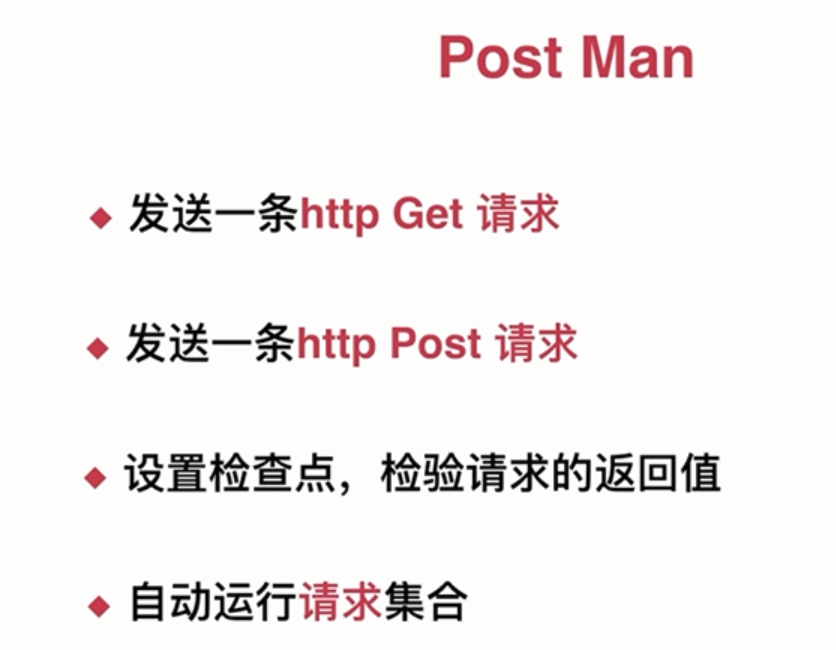 Post Man
发送一条http Get 请求
发送一条http Post 请求
设置检查点，检验请求的返回值
自动运行请求集合